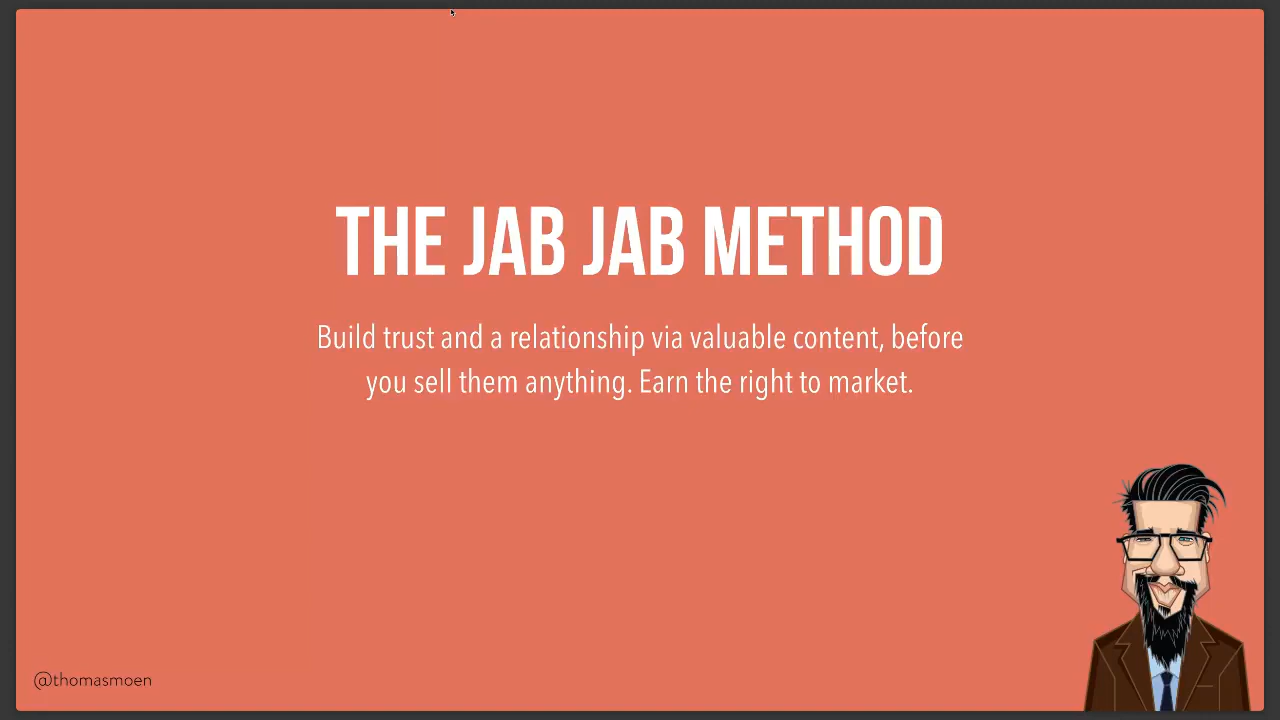 THE JAB JAB METHOD
Build trust and a relationship via valuable content, before
you sell them anything. Earn the right to market.
@thomasmoen